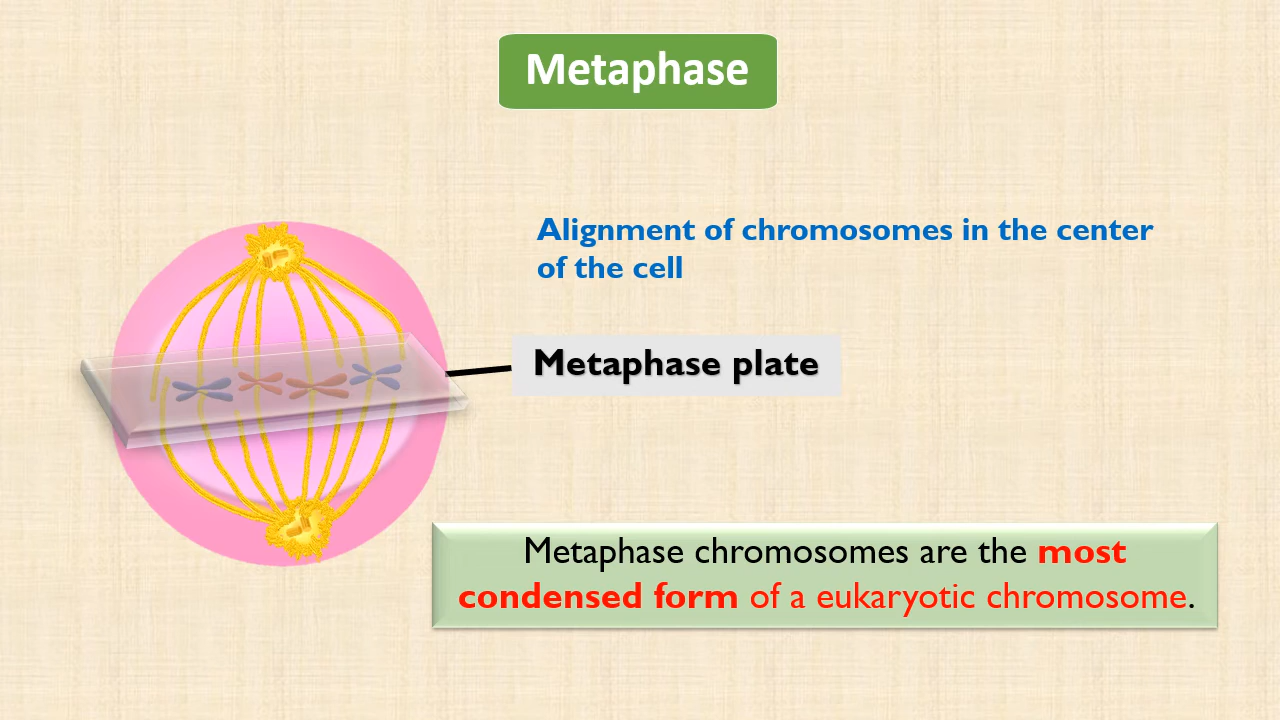 Metaphase
Alignment of chromosomes in the center
of the cell
Metaphase plate
Metaphase chromosomes are the most
condensed form of a eukaryotic chromosome.